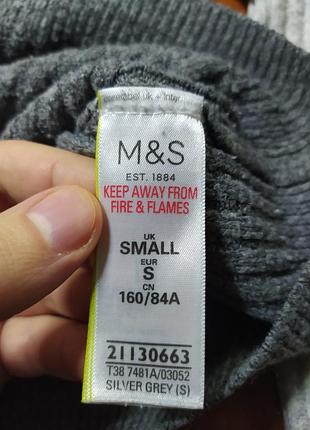 M&S
EST. 1884
KEEP AWAY FROM
FIRE & FLAMES
UK
SMALL
EUR
S
CN
160/84A
21130663
T38 7481A/03052
SILVER GREY (S)